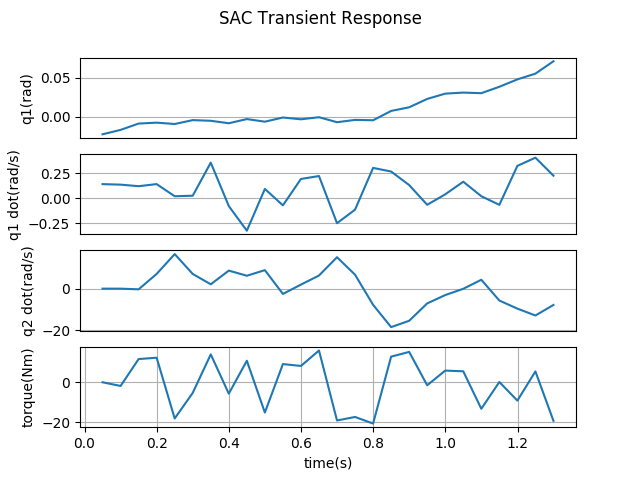 SAC Transient Response
q1(rad)
0.05
0.00
q1 dot(rad/s)
0.25
0.00
−0.25
q2 dot(rad/s)
0
−20
torque(Nm)
0
−20
0.0 0.2 0.4 0.6 0.8 1.0 1.2
time(s)